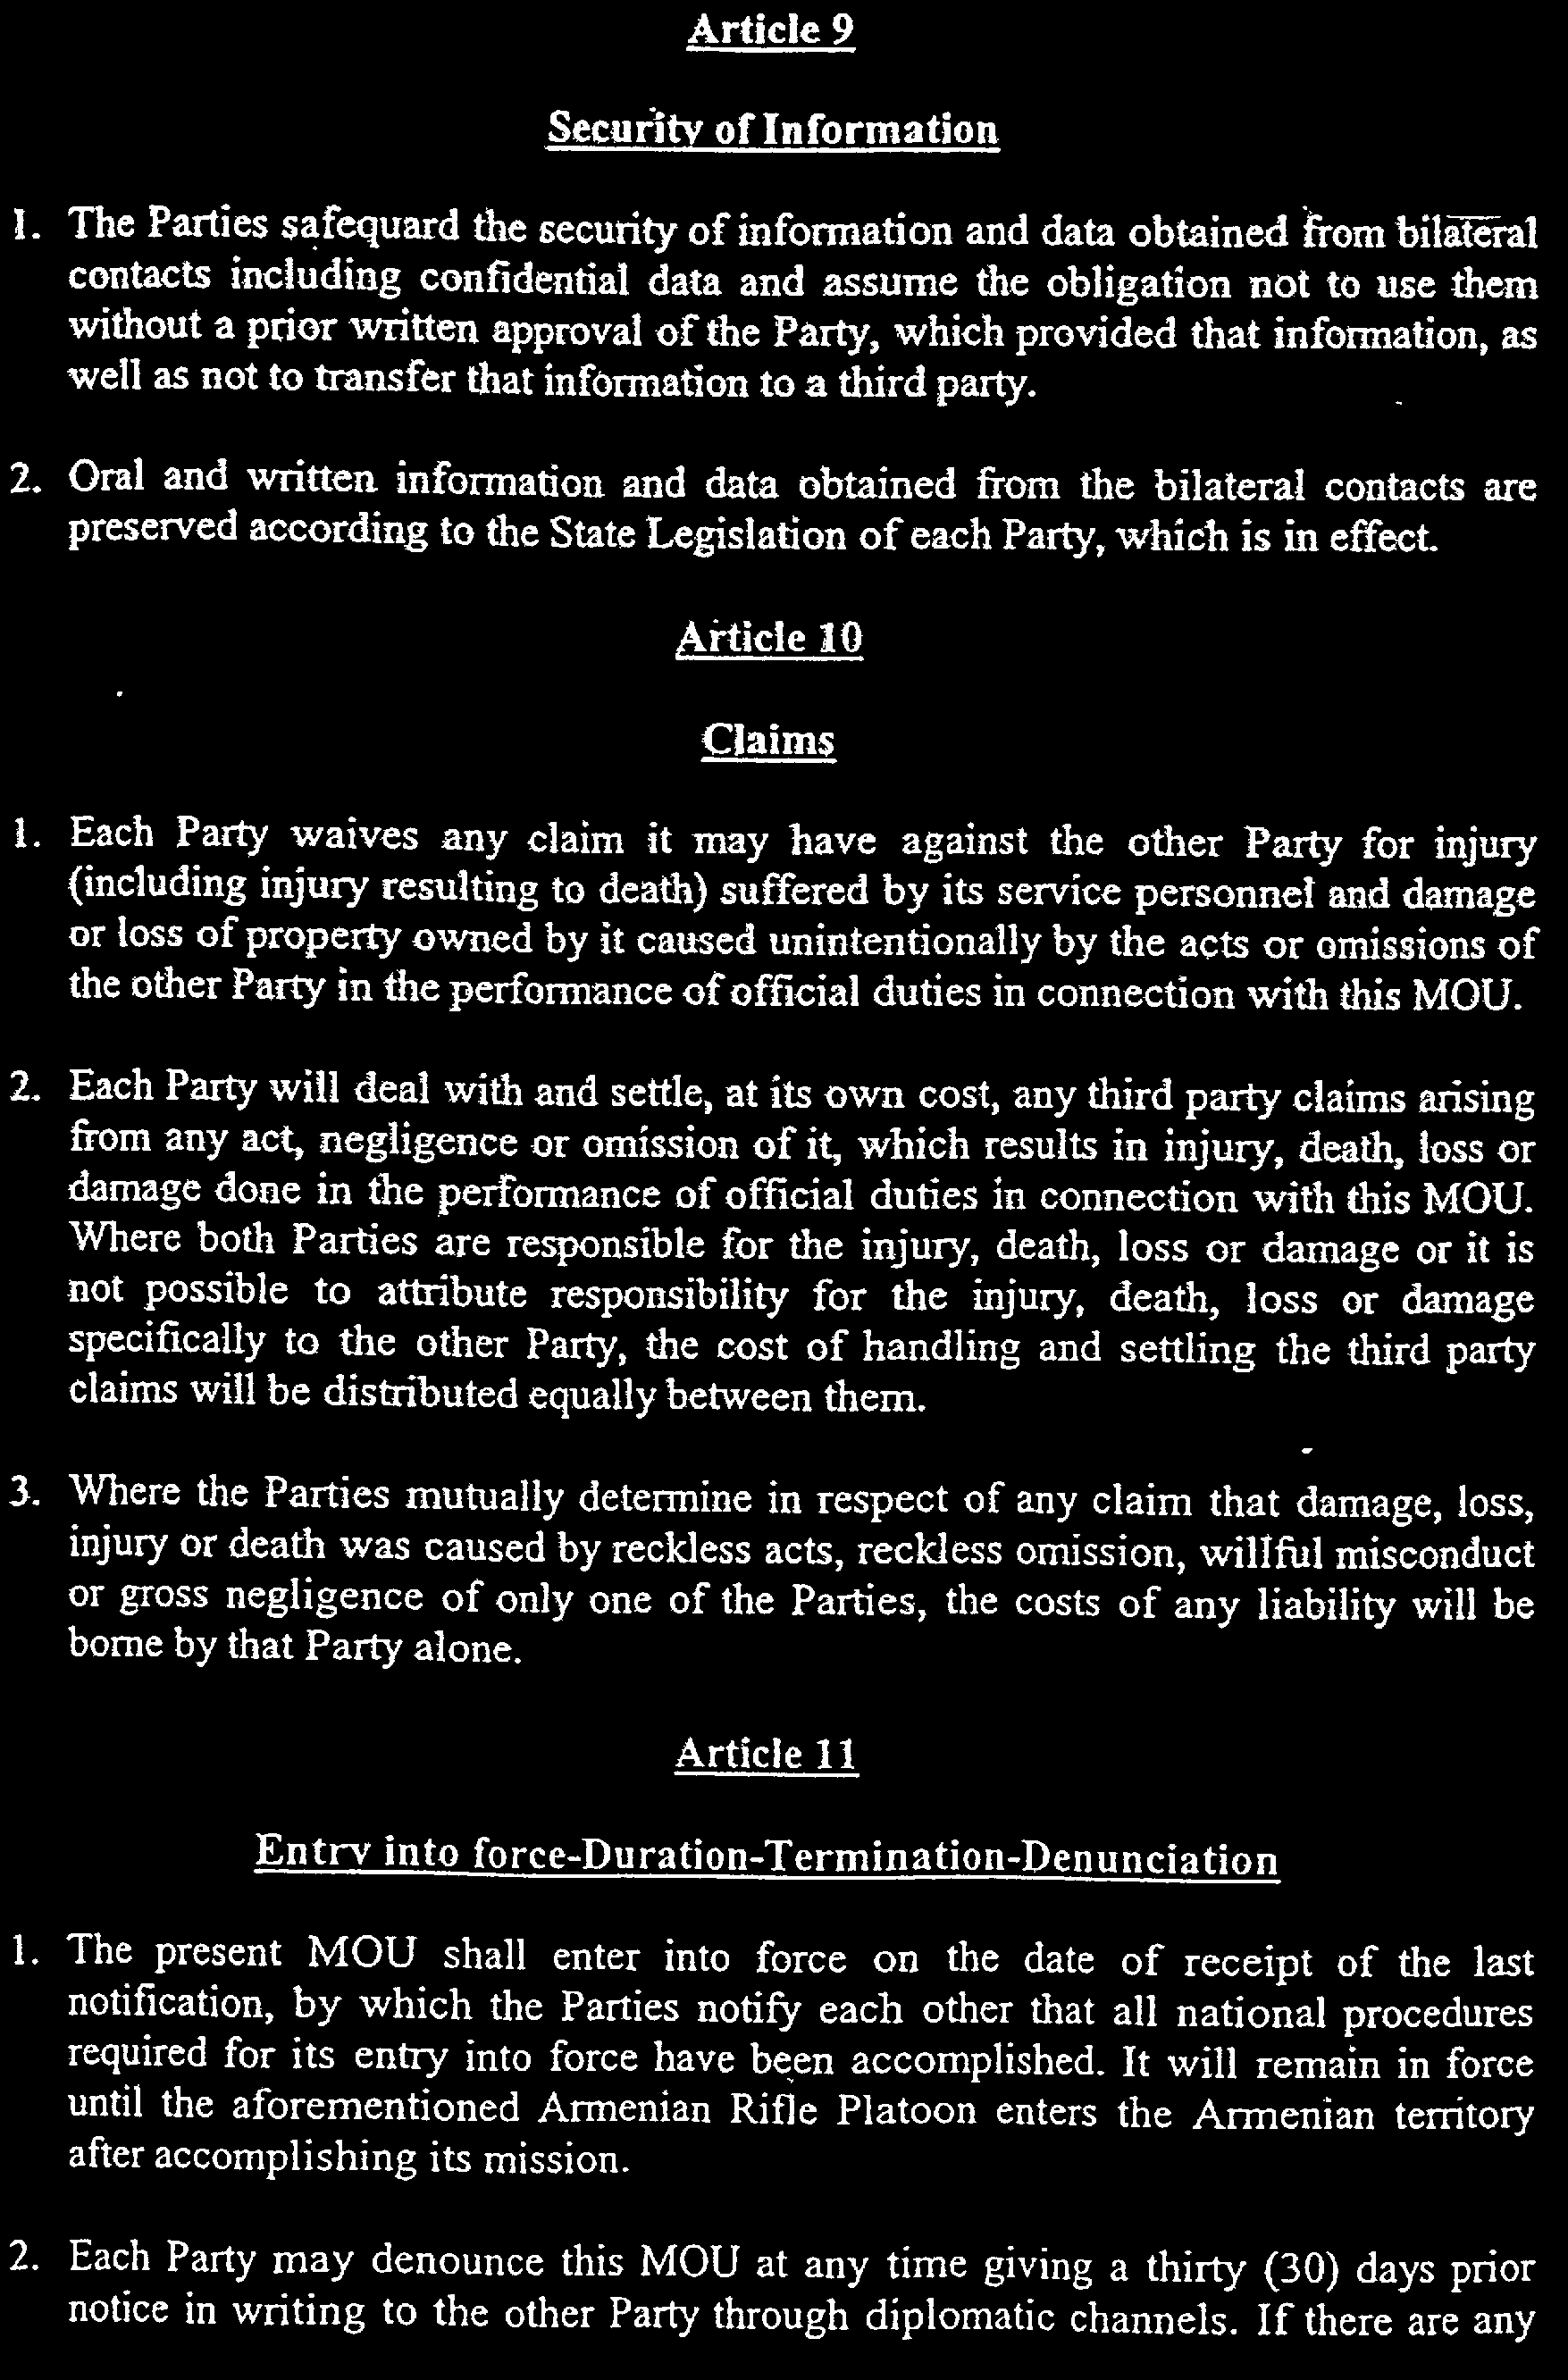 Article 9
Security of Information
1. The Parties safequard the security of information and data obtained from bilateral
contacts including confidential data and assume the obligation not to use them
without a prior written approval of the Party, which provided that information, as
well as not to transfer that information to a third party.
2. Oral and written information and data obtained from the bilateral contacts are
preserved according to the State Legislation of each Party, which is in effect.
Article 10
Claims
1. Each Party waives any claim it may have against the other Party for injury
(including injury resulting to death) suffered by its service personnel and damage
or loss of property owned by it caused unintentionally by the acts or omissions of
the other Party in the performance of official duties in connection with this MOU.
2. Each Party will deal with and settle, at its own cost, any third party claims arising
from any act, negligence or omission of it, which results in injury, death, loss or
damage done in the performance of official duties in connection with this MOU.
Where both Parties are responsible for the injury, death, loss or damage or it is
not possible to attribute responsibility for the injury, death, loss or damage
specifically to the other Party, the cost of handling and settling the third party
claims will be distributed equally between them.
3. Where the Parties mutually determine in respect of any claim that damage, loss,
injury or death was caused by reckless acts, reckless omission, willful misconduct
or gross negligence of only one of the Parties, the costs of any liability will be
borne by that Party alone.
Article 11
Entry into force-Duration-Termination-Denunciation
1. The present MOU shall enter into force on the date of receipt of the last
notification, by which the Parties notify each other that all national procedures
required for its entry into force have been accomplished. It will remain in force
until the aforementioned Armenian Rifle Platoon enters the Armenian territory
after accomplishing its mission.
2. Each Party may denounce this MOU at any time giving a thirty (30) days prior
notice in writing to the other Party through diplomatic channels. If there are any